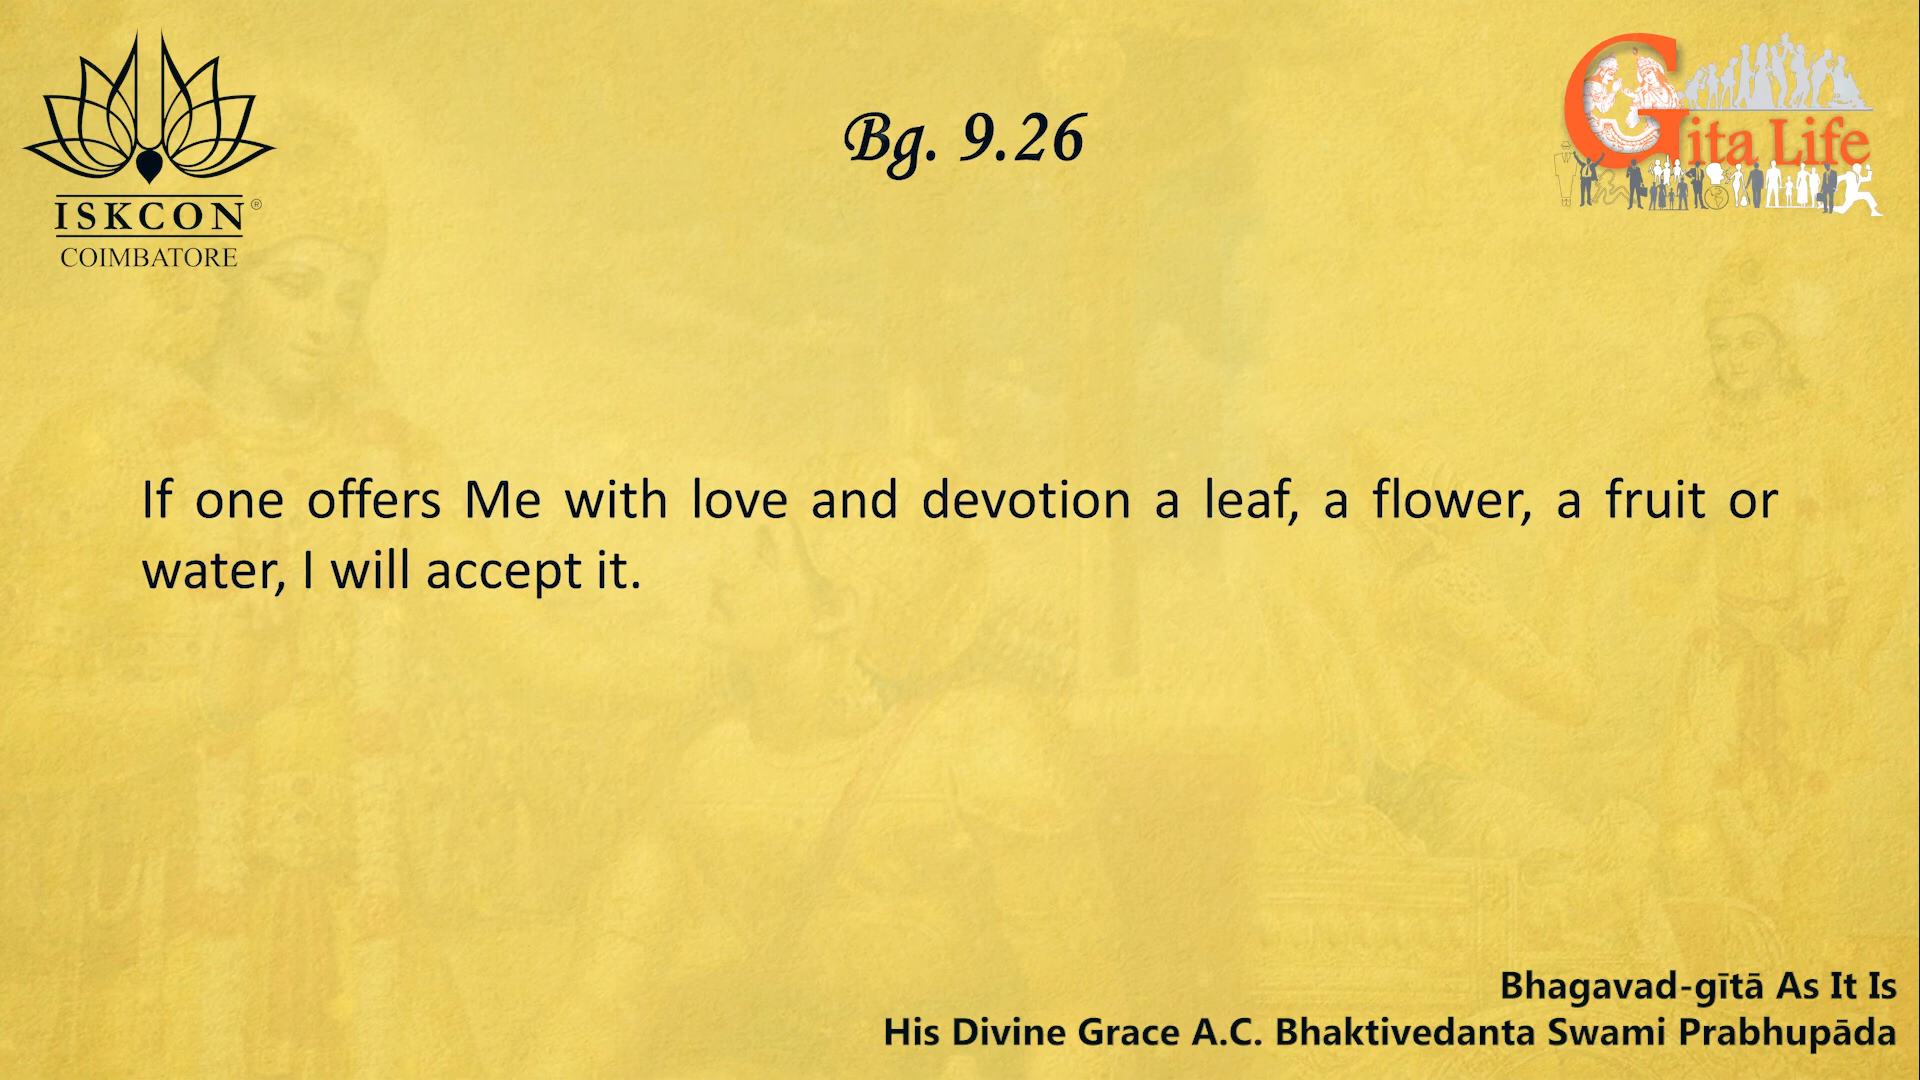 ISKCON®
COIMBATORE
Bg. 9.26
Gita Life
If one offers Me with love and devotion a leaf, a flower, a fruit or
water, I will accept it.
Bhagavad-gītā As It Is
His Divine Grace A.C. Bhaktivedanta Swami Prabhupāda